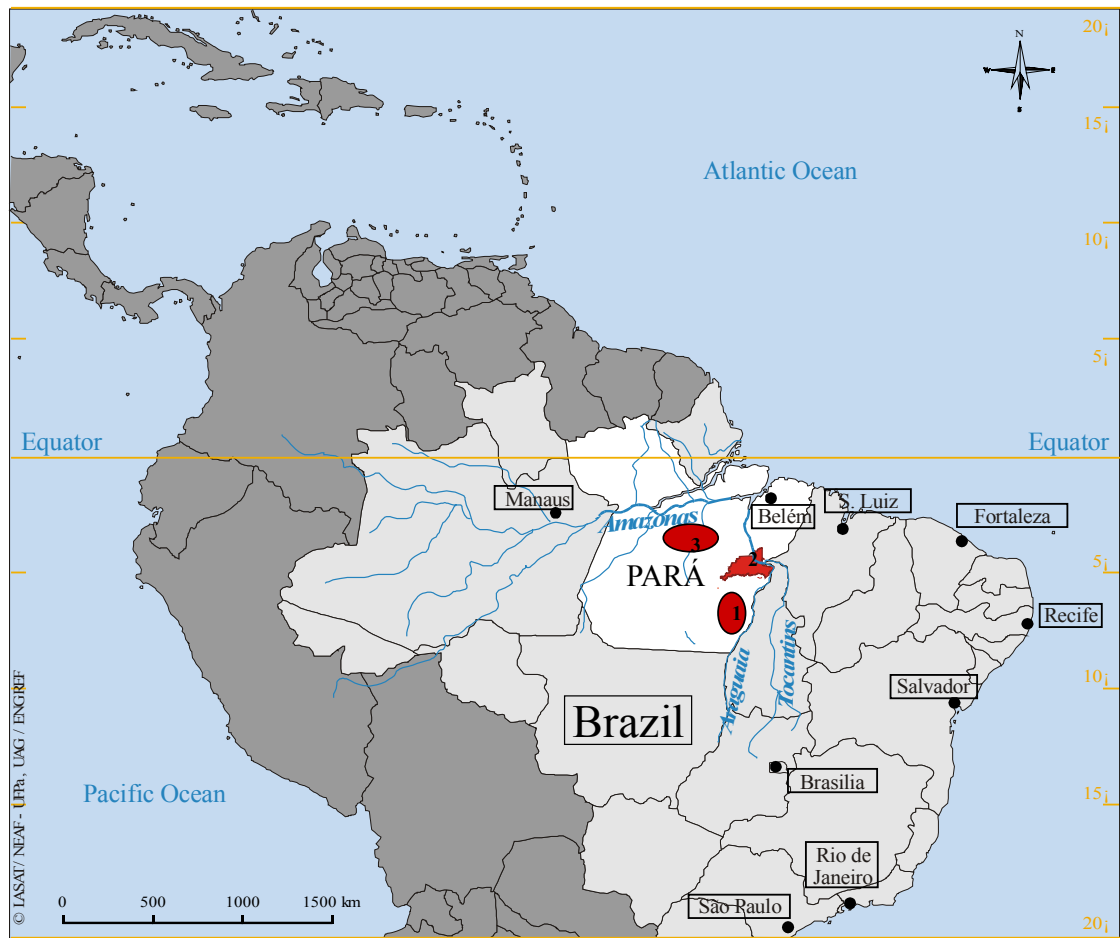 20¡
N
W
E
S
15¡
Atlantic Ocean
10¡
5¡
Equator
Equator
Manaus
Amazonas
Belém
S. Luiz
Fortaleza
3
2
PARÁ
5¡
1
Recife
Araguaia
Tocantins
Salvador
10¡
Brazil
Brasilia
Pacific Ocean
15¡
Rio de
Janeiro
São Paulo
0
500
1000
1500 km
20¡
© LASAT/ NEAF - UFPa, UAG / ENGREF